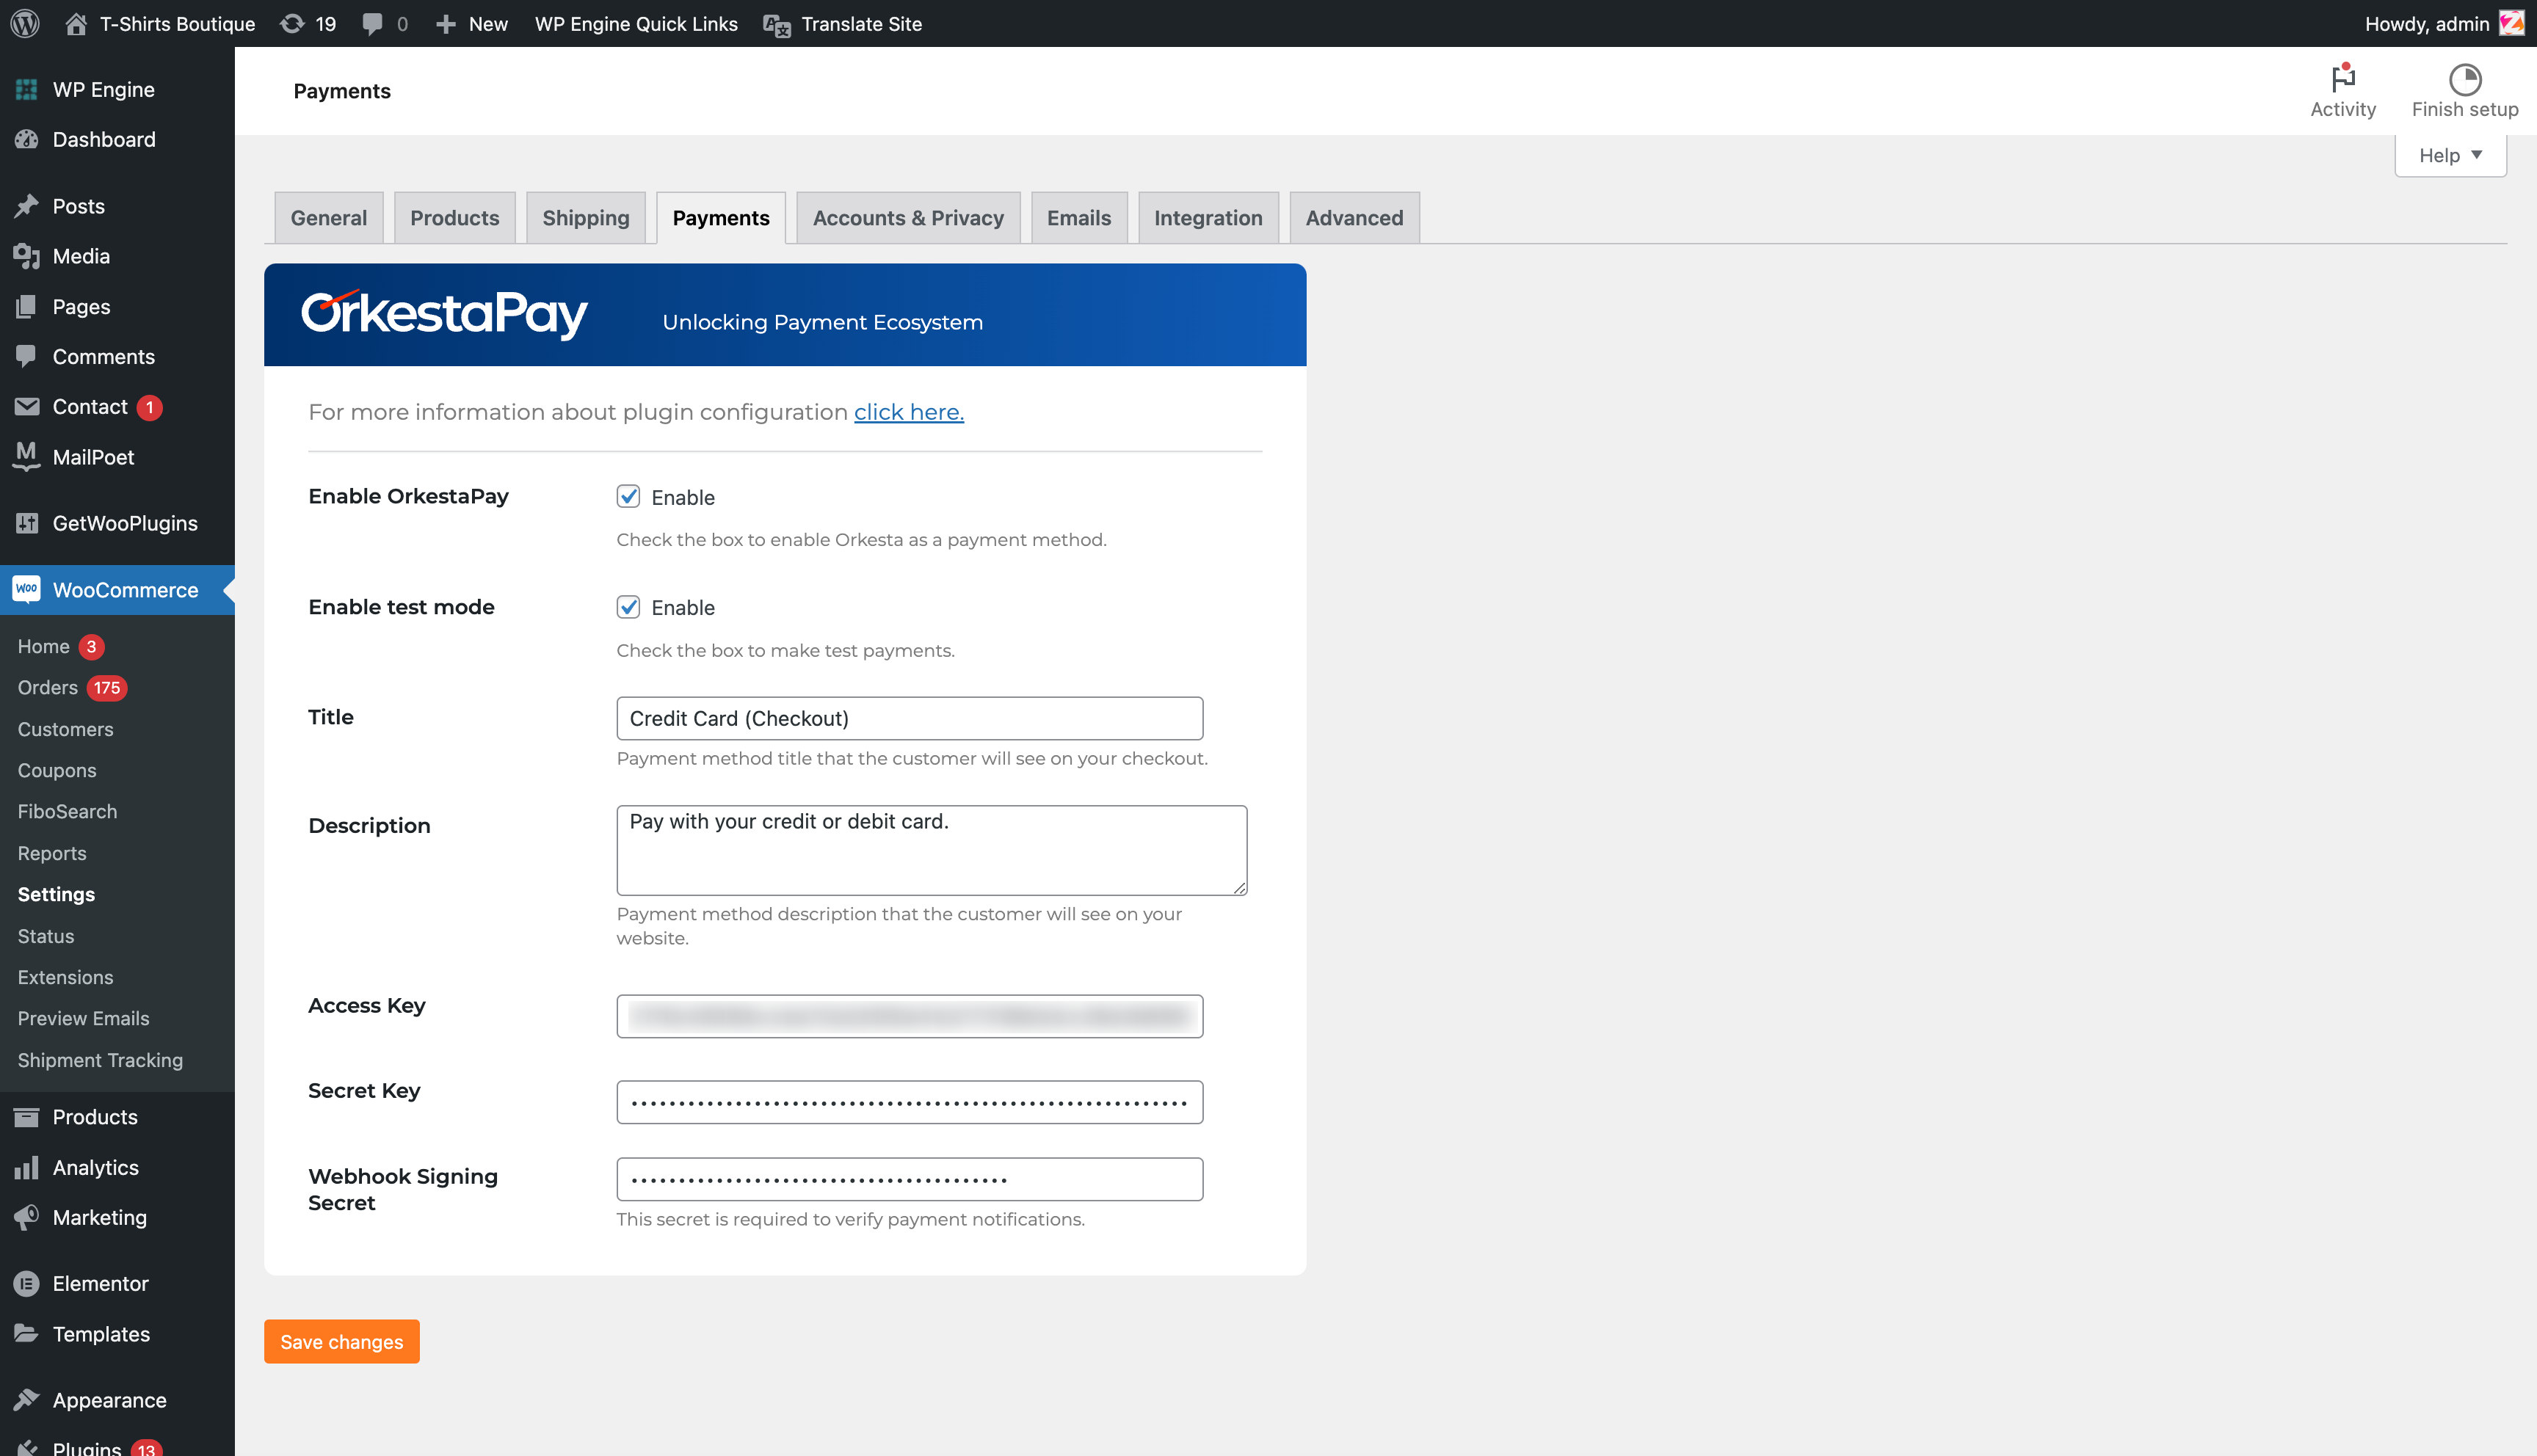 T-Shirts Boutique 19 0 New WP Engine Quick Links Translate Site Howdy, admin
WP Engine
Dashboard
Posts
Media
Pages
Comments
Contact 1
MailPoet
GetWooPlugins
WooCommerce
Home 3
Orders 175
Customers
Coupons
FiboSearch
Reports
Settings
Status
Extensions
Preview Emails
Shipment Tracking
Products
Analytics
Marketing
Elementor
Templates
Appearance
Plugins 13
Payments
Activity
Finish setup
Help
General Products Shipping Payments Accounts & Privacy Emails Integration Advanced
OrkestaPay Unlocking Payment Ecosystem
For more information about plugin configuration click here.
Enable OrkestaPay Enable
Check the box to enable Orkesta as a payment method.
Enable test mode Enable
Check the box to make test payments.
Title Credit Card (Checkout)
Payment method title that the customer will see on your checkout.
Description Pay with your credit or debit card.
Payment method description that the customer will see on your
website.
Access Key
Secret Key
Webhook Signing
Secret
This secret is required to verify payment notifications.
Save changes